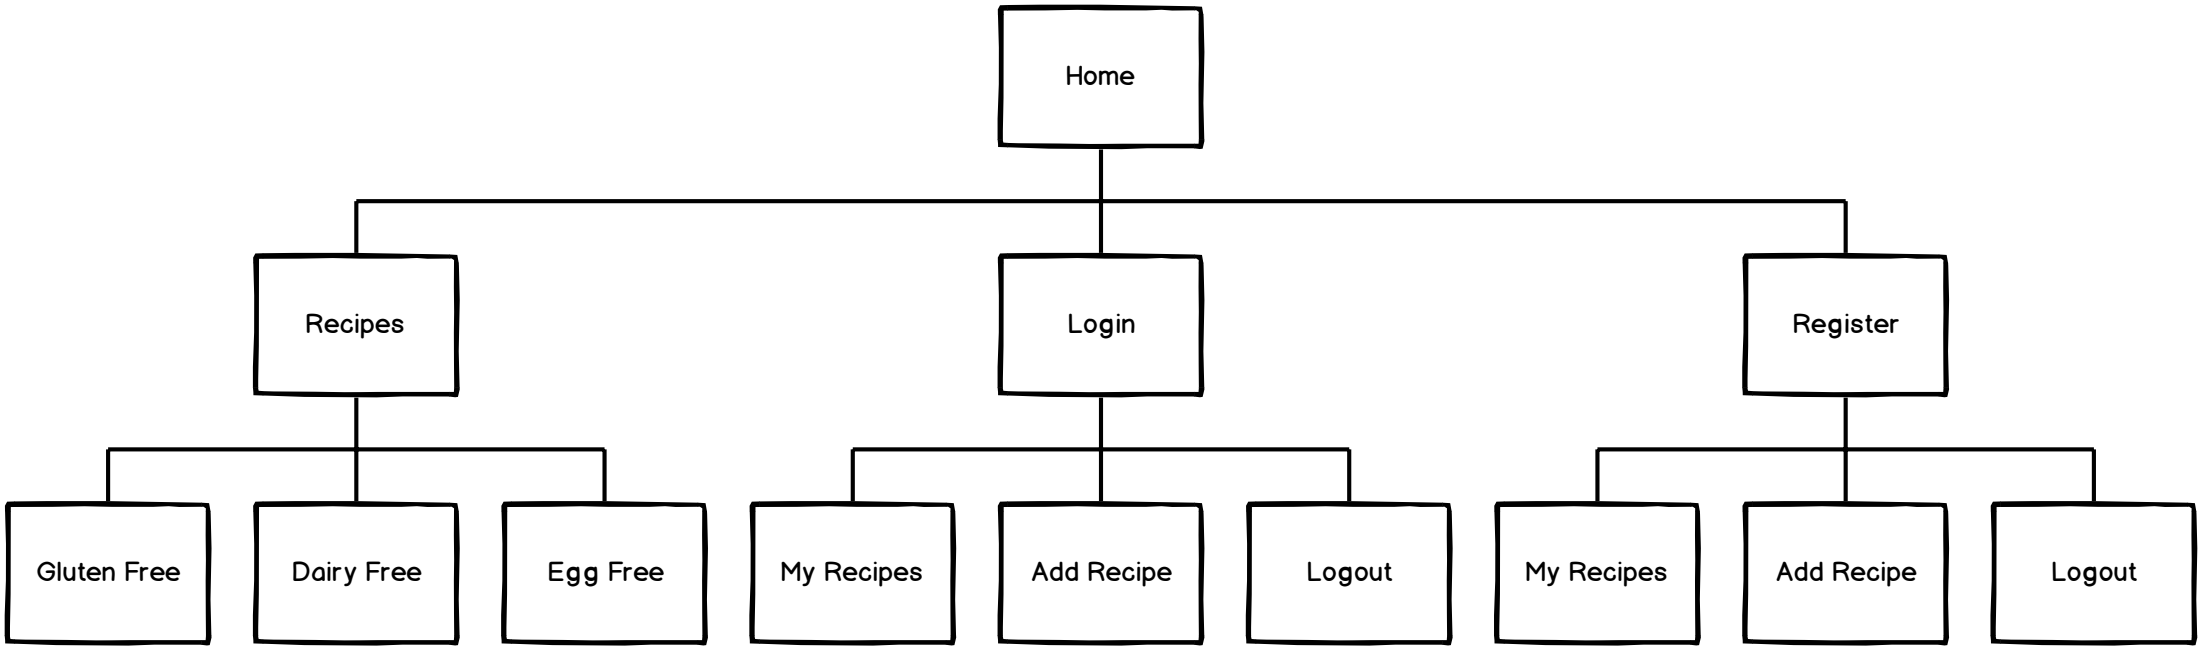 Home
Recipes
Login
Register
Gluten Free
Dairy Free
Egg Free
My Recipes
Add Recipe
Logout
My Recipes
Add Recipe
Logout